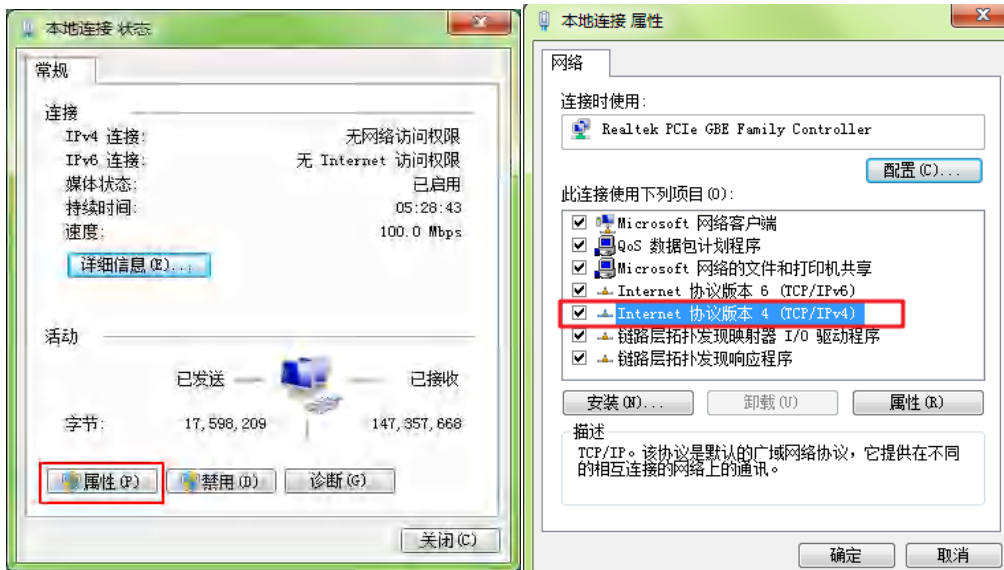 本地连接 状态
常规
连接
IPv4 连接: 无网络访问权限
IPv6 连接: 无 Internet 访问权限
媒体状态: 已启用
持续时间: 05:28:43
速度: 100.0 Mbps
详细信息(E)...
活动
已发送 — — 已接收
字节: 17,598,209 147,357,668
属性(P) 禁用(D) 诊断(G)
关闭(C)
本地连接 属性
网络
连接时使用:
Realtek PCIe GBE Family Controller
配置(C)...
此连接使用下列项目(O):
Microsoft 网络客户端
QoS 数据包计划程序
Microsoft 网络的文件和打印机共享
Internet 协议版本 6 (TCP/IPv6)
Internet 协议版本 4 (TCP/IPv4)
链路层拓扑发现映射器 I/O 驱动程序
链路层拓扑发现响应程序
安装(N)... 卸载(U) 属性(R)
描述
TCP/IP。该协议是默认的广域网络协议，它提供在不同
的相互连接的网络上的通讯。
确定 取消